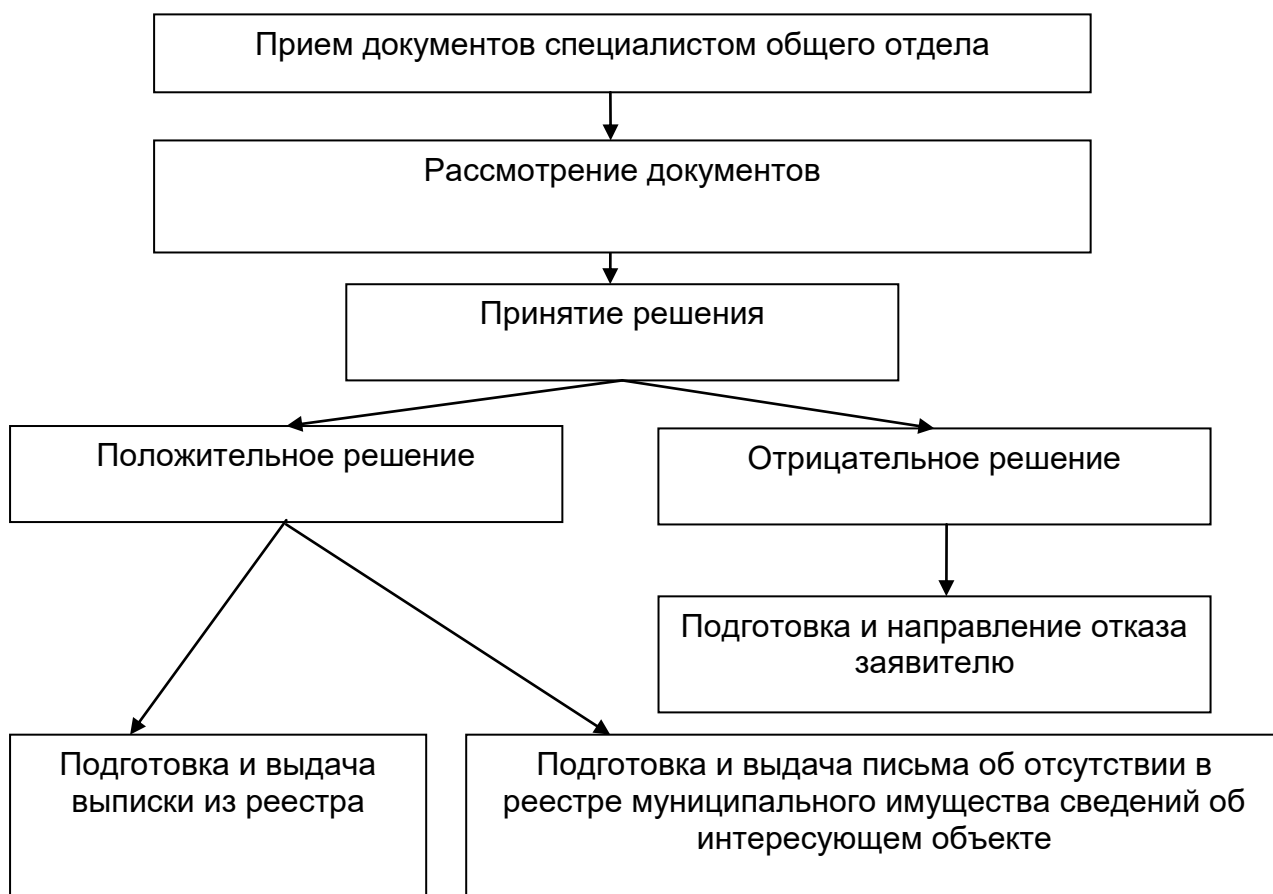 Прием документов специалистом общего отдела
Рассмотрение документов
Принятие решения
Положительное решение
Отрицательное решение
Подготовка и направление отказа
заявителю
Подготовка и выдача
выписки из реестра
Подготовка и выдача письма об отсутствии в
реестре муниципального имущества сведений об
интересующем объекте